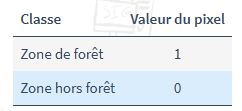 Classe Valeur du pixel
Zone de forêt 1
Zone hors forêt 0